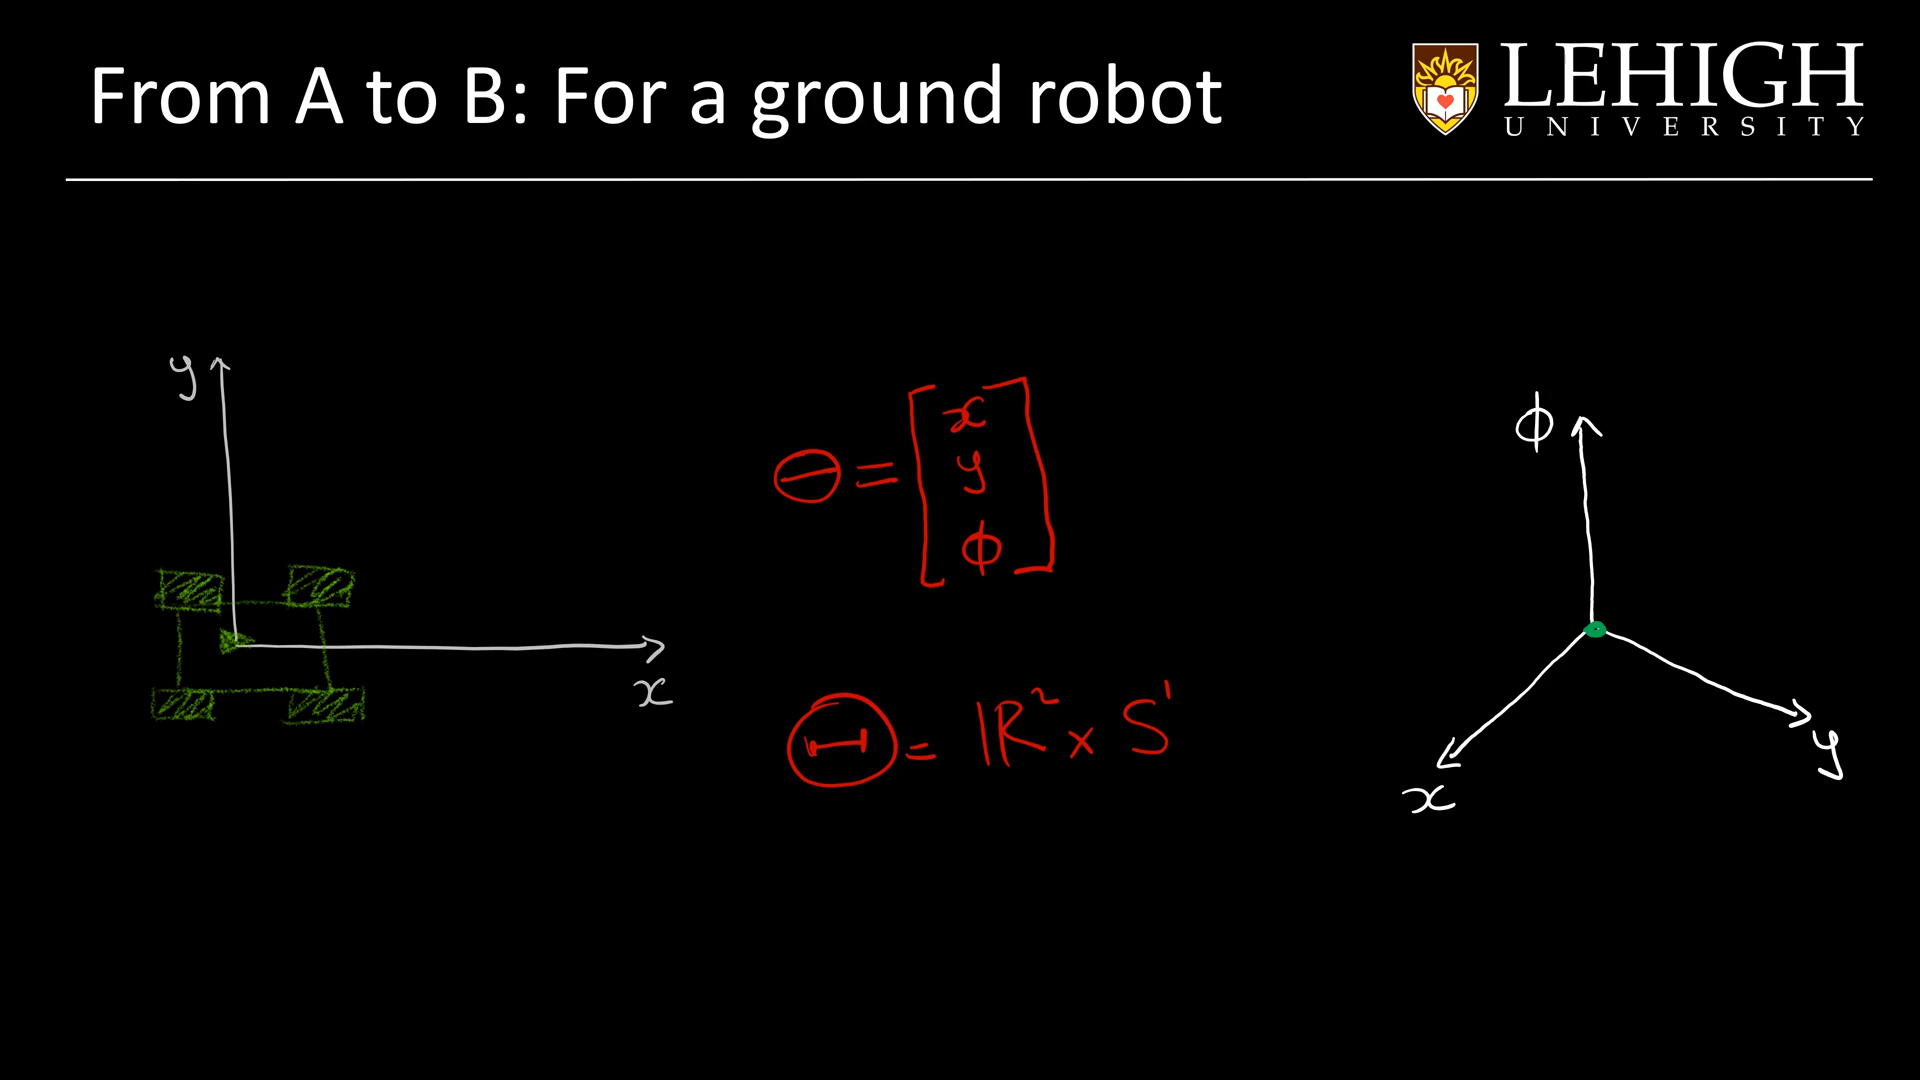 From A to B: For a ground robot
LEHIGH
UNIVERSITY
y
x
θ = [x
y
ϕ]
Θ = ℝ² × S¹
ϕ
x
y